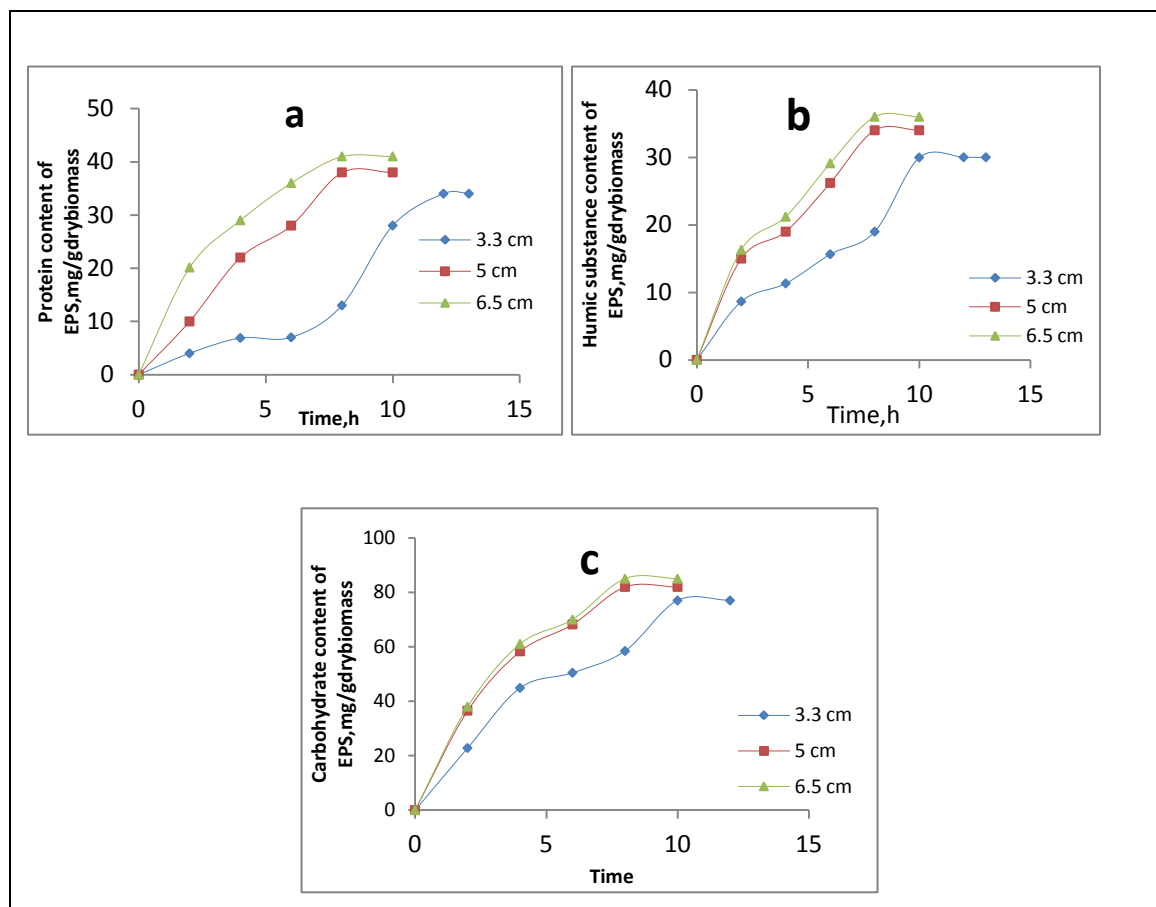 a
Protein content of
EPS,mg/gdrybiomass
50
40
30
20
10
0
0 5 10 15
Time,h
3.3 cm
5 cm
6.5 cm
b
Humic substance content of
EPS,mg/gdrybiomass
40
30
20
10
0
0 5 10 15
Time,h
3.3 cm
5 cm
6.5 cm
c
Carbohydrate content of
EPS,mg/gdrybiomass
100
80
60
40
20
0
0 5 10 15
Time
3.3 cm
5 cm
6.5 cm